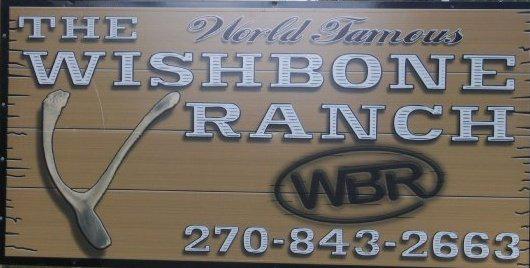 THE World Famous
WISHBONE
RANCH
WBR
270-843-2663